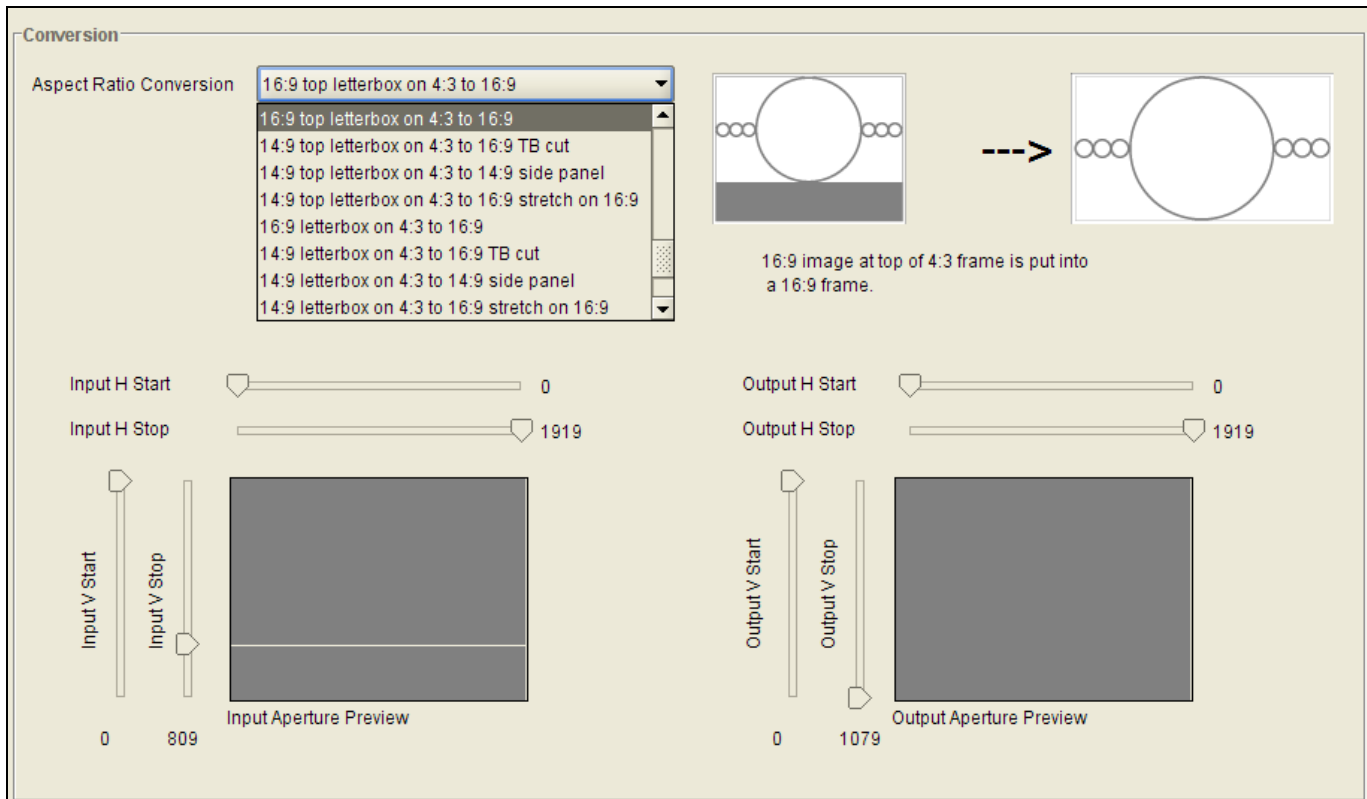 Conversion
Aspect Ratio Conversion
16:9 top letterbox on 4:3 to 16:9
16:9 top letterbox on 4:3 to 16:9
14:9 top letterbox on 4:3 to 16:9 TB cut
14:9 top letterbox on 4:3 to 14:9 side panel
14:9 top letterbox on 4:3 to 16:9 stretch on 16:9
16:9 letterbox on 4:3 to 16:9
14:9 letterbox on 4:3 to 16:9 TB cut
14:9 letterbox on 4:3 to 14:9 side panel
14:9 letterbox on 4:3 to 16:9 stretch on 16:9
--->
16:9 image at top of 4:3 frame is put into
a 16:9 frame.
Input H Start
0
Input H Stop
1919
Input V Start
Input V Stop
0
809
Input Aperture Preview
Output H Start
0
Output H Stop
1919
Output V Start
Output V Stop
0
1079
Output Aperture Preview